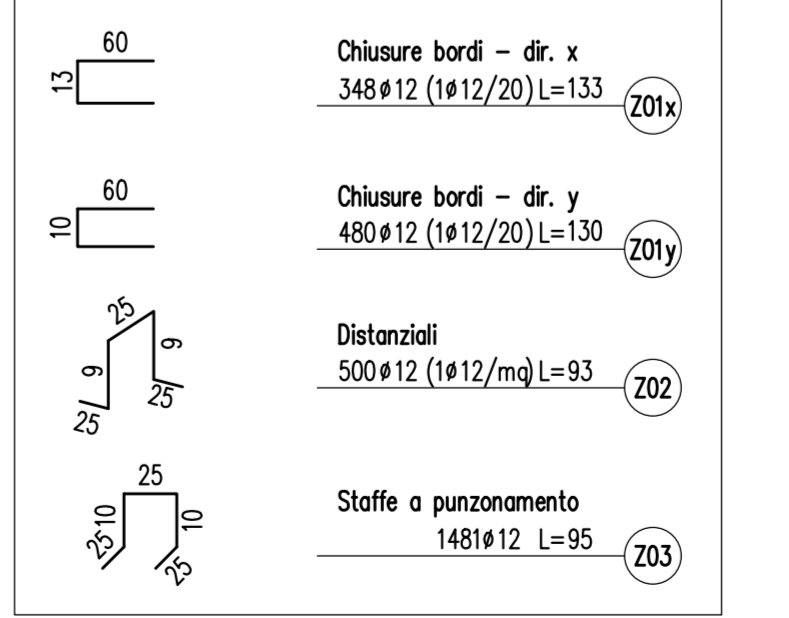 60
13
Chiusure bordi – dir. x
348ø12 (1ø12/20) L=133
Z01x
60
10
Chiusure bordi – dir. y
480ø12 (1ø12/20) L=130
Z01y
25
9
9
25
25
Distanziali
500ø12 (1ø12/mq) L=93
Z02
25
10
10
25
25
Staffe a punzonamento
1481ø12 L=95
Z03